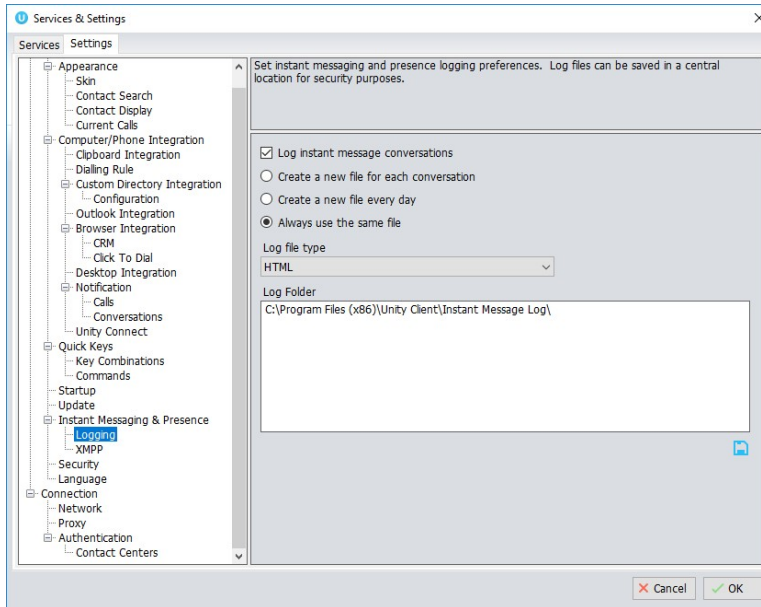 Services & Settings
Services Settings
Appearance
Skin
Contact Search
Contact Display
Current Calls
Computer/Phone Integration
Clipboard Integration
Dialling Rule
Custom Directory Integration
Configuration
Outlook Integration
Browser Integration
CRM
Click To Dial
Desktop Integration
Notification
Calls
Conversations
Unity Connect
Quick Keys
Key Combinations
Commands
Startup
Update
Instant Messaging & Presence
Logging
XMPP
Security
Language
Connection
Network
Proxy
Authentication
Contact Centers
Set instant messaging and presence logging preferences. Log files can be saved in a central
location for security purposes.
Log instant message conversations
Create a new file for each conversation
Create a new file every day
Always use the same file
Log file type
HTML
Log Folder
C:\Program Files (x86)\Unity Client\Instant Message Log\
Cancel OK